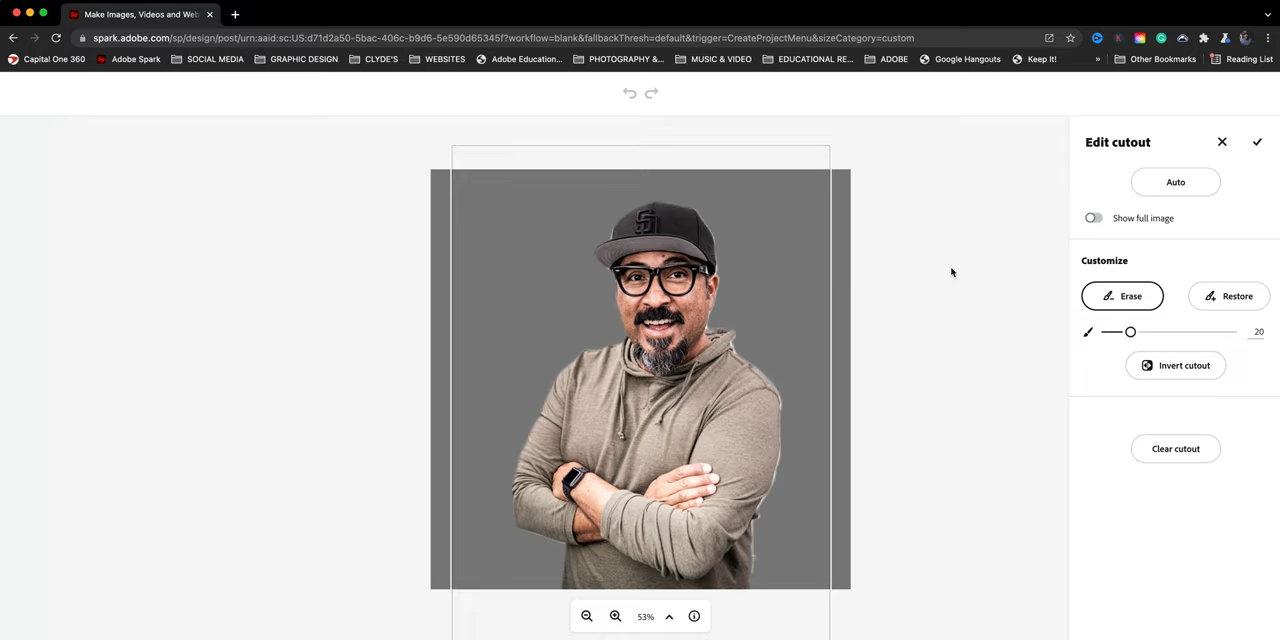 Make Images, Videos and Web
spark.adobe.com/sp/design/post/urn:aaid:sc:US:d71d2a50-5bac-406c-b9d6-5e590d65345f?workflow=blank&fallbackThresh=default&trigger=CreateProjectMenu&sizeCategory=custom
Capital One 360 Adobe Spark SOCIAL MEDIA GRAPHIC DESIGN CLYDE'S WEBSITES Adobe Education... PHOTOGRAPHY &... MUSIC & VIDEO EDUCATIONAL RE... ADOBE Google Hangouts Keep It! » Other Bookmarks Reading List
Edit cutout
Auto
Show full image
Customize
Erase Restore
20
Invert cutout
Clear cutout
SD
53%